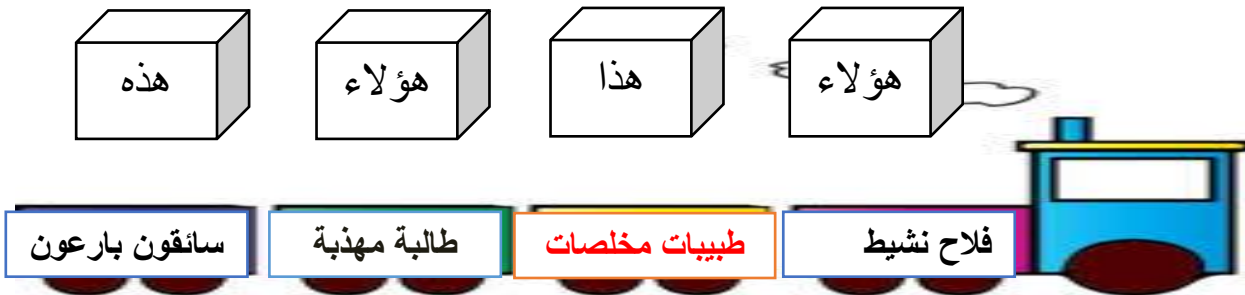 هؤلاء
هذا
هؤلاء
هذه
فلاح نشيط
طبيبات مخلصات
طالبة مهذبة
سائقون بارعون